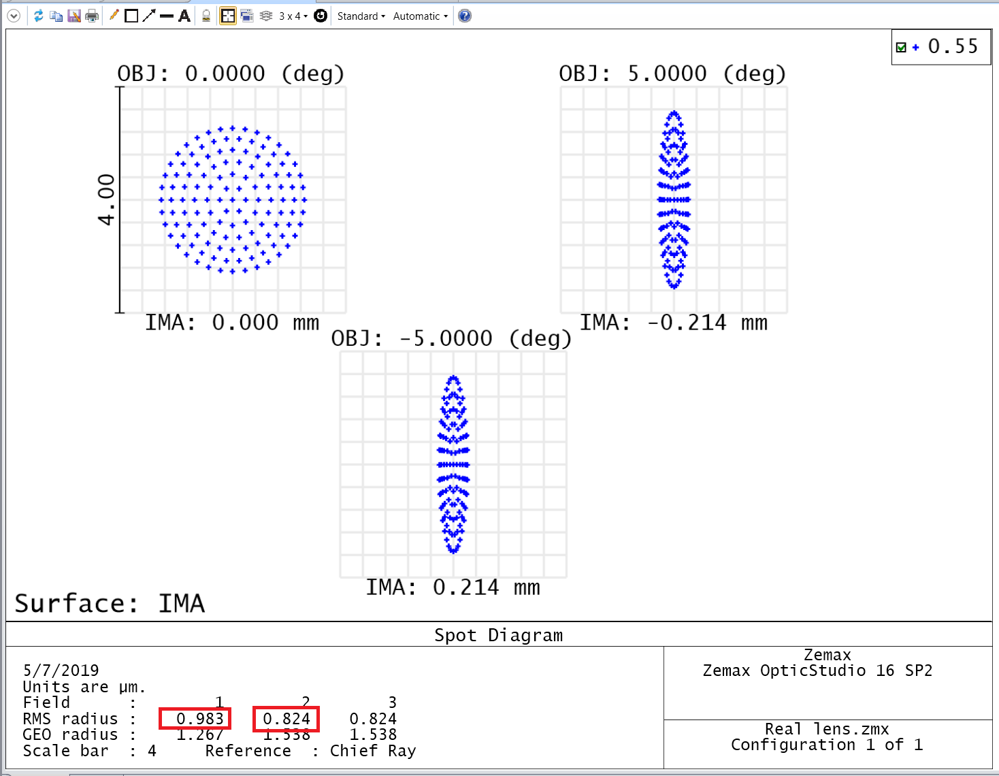 3 x 4 Standard Automatic
0.55
OBJ: 0.0000 (deg)
OBJ: 5.0000 (deg)
4.00
IMA: 0.000 mm
IMA: -0.214 mm
OBJ: -5.0000 (deg)
IMA: 0.214 mm
Surface: IMA
Spot Diagram
5/7/2019
Units are µm.
Field : 1 2 3
RMS radius : 0.983 0.824 0.824
GEO radius : 1.267 1.538 1.538
Scale bar : 4 Reference : Chief Ray
Zemax
Zemax OpticStudio 16 SP2
Real lens.zmx
Configuration 1 of 1